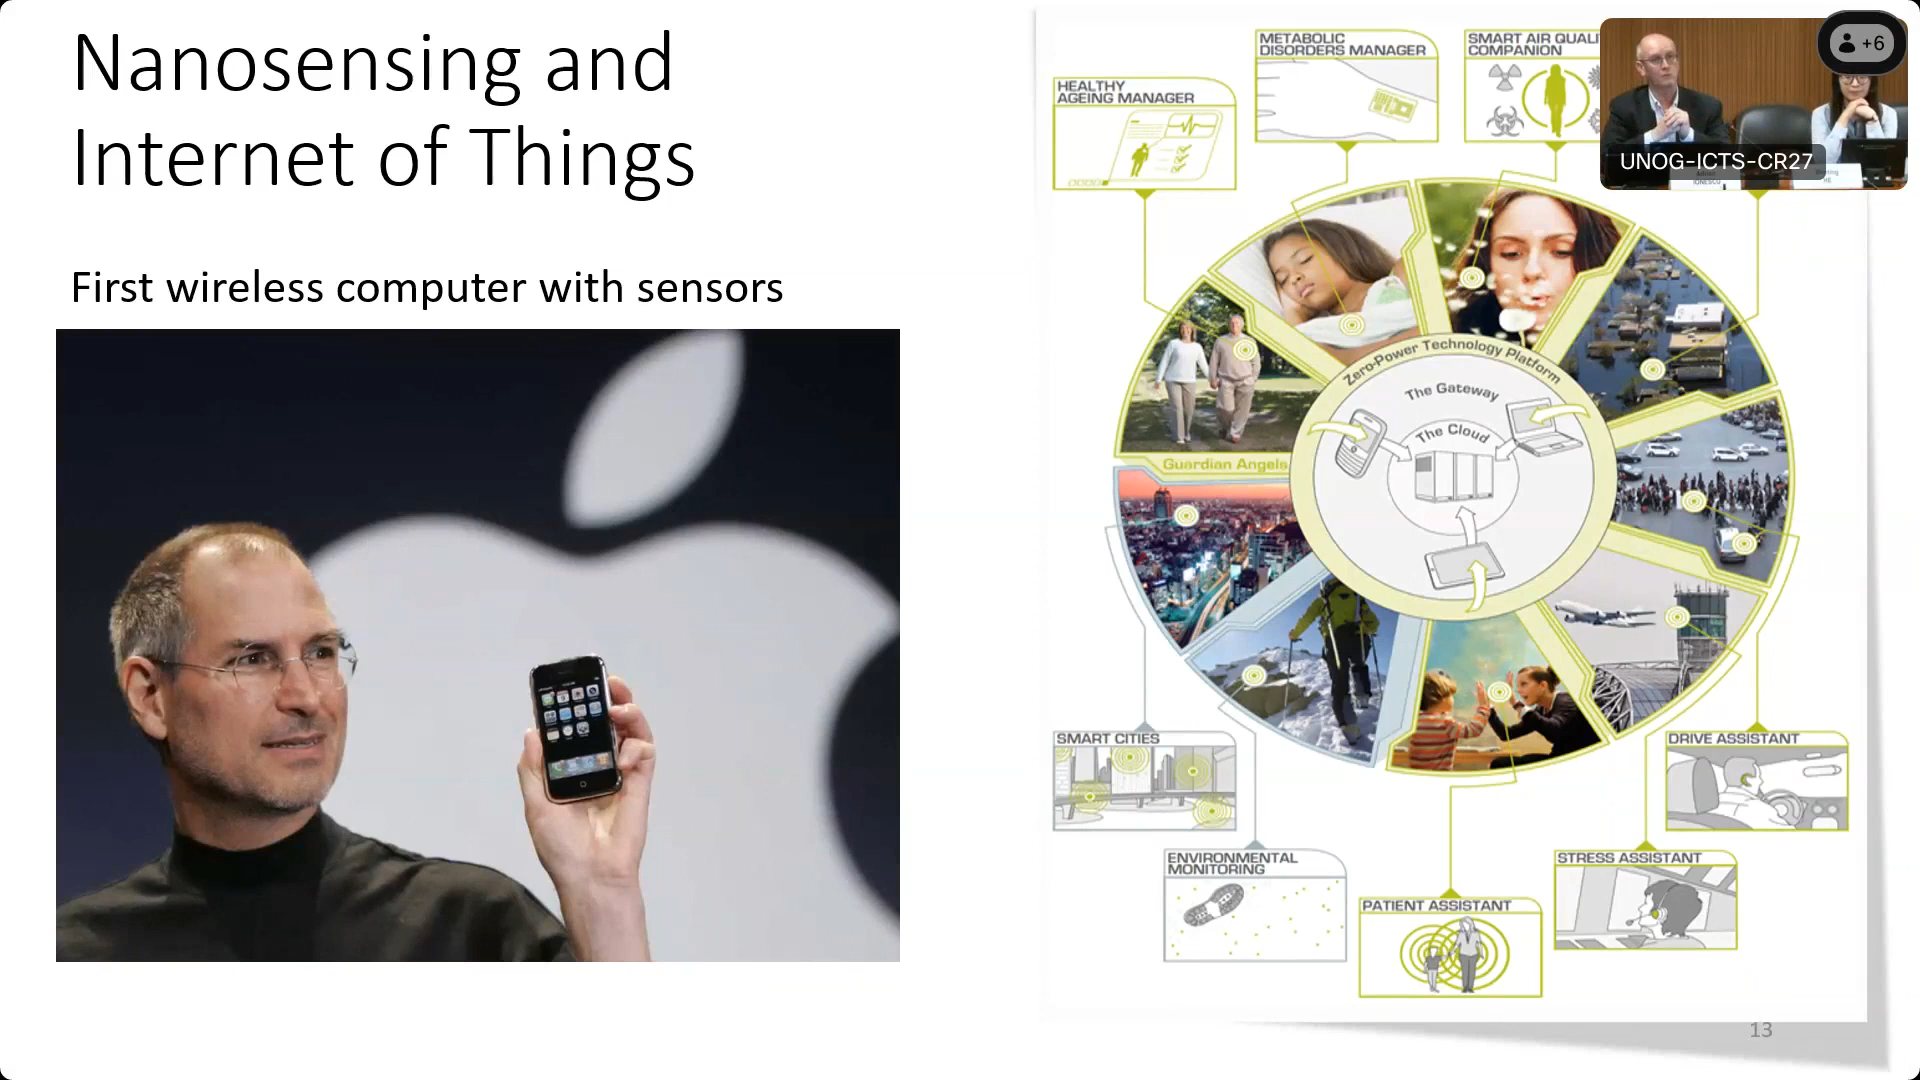 Nanosensing and
Internet of Things
First wireless computer with sensors
HEALTHY
AGEING MANAGER
METABOLIC
DISORDERS MANAGER
SMART AIR QUALI
COMPANION
+6
UNOG-ICTS-CR27
IONESCU
HE
Zero-Power Technology Platform
The Gateway
The Cloud
Guardian Angels
SMART CITIES
DRIVE ASSISTANT
ENVIRONMENTAL
MONITORING
STRESS ASSISTANT
PATIENT ASSISTANT
13